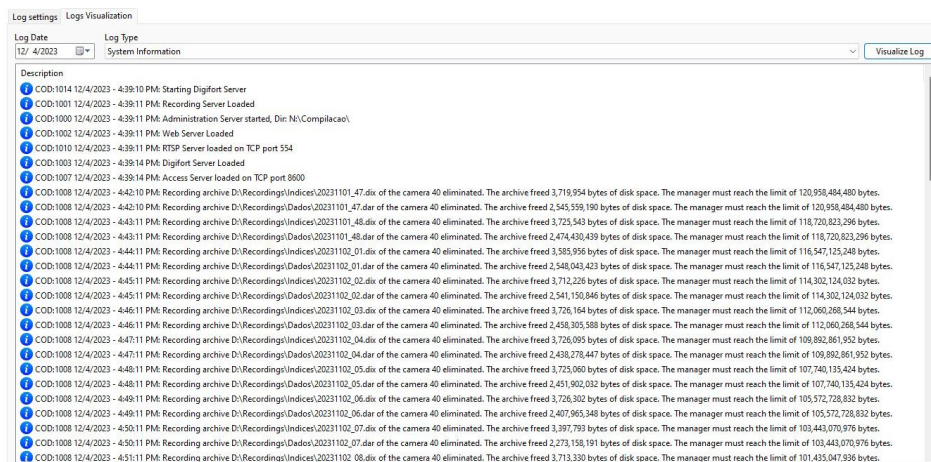 Log settings
Logs Visualization
Log Date
Log Type
12/ 4/2023
System Information
Visualize Log
Description
COD:1014 12/4/2023 - 4:39:10 PM: Starting Digifort Server
COD:1001 12/4/2023 - 4:39:11 PM: Recording Server Loaded
COD:1000 12/4/2023 - 4:39:11 PM: Administration Server started, Dir: N:\Compilacao\
COD:1002 12/4/2023 - 4:39:11 PM: Web Server Loaded
COD:1010 12/4/2023 - 4:39:11 PM: RTSP Server loaded on TCP port 554
COD:1003 12/4/2023 - 4:39:14 PM: Digifort Server Loaded
COD:1007 12/4/2023 - 4:39:14 PM: Access Server loaded on TCP port 8600
COD:1008 12/4/2023 - 4:42:10 PM: Recording archive D:\Recordings\Indices\20231101_47.dix of the camera 40 eliminated. The archive freed 3,719,954 bytes of disk space. The manager must reach the limit of 120,958,484,480 bytes.
COD:1008 12/4/2023 - 4:42:10 PM: Recording archive D:\Recordings\Dados\20231101_47.dar of the camera 40 eliminated. The archive freed 2,545,559,190 bytes of disk space. The manager must reach the limit of 120,958,484,480 bytes.
COD:1008 12/4/2023 - 4:43:11 PM: Recording archive D:\Recordings\Indices\20231101_48.dix of the camera 40 eliminated. The archive freed 3,725,543 bytes of disk space. The manager must reach the limit of 118,720,823,296 bytes.
COD:1008 12/4/2023 - 4:43:11 PM: Recording archive D:\Recordings\Dados\20231101_48.dar of the camera 40 eliminated. The archive freed 2,474,430,439 bytes of disk space. The manager must reach the limit of 118,720,823,296 bytes.
COD:1008 12/4/2023 - 4:44:11 PM: Recording archive D:\Recordings\Indices\20231102_01.dix of the camera 40 eliminated. The archive freed 3,585,956 bytes of disk space. The manager must reach the limit of 116,547,125,248 bytes.
COD:1008 12/4/2023 - 4:44:11 PM: Recording archive D:\Recordings\Dados\20231102_01.dar of the camera 40 eliminated. The archive freed 2,548,043,423 bytes of disk space. The manager must reach the limit of 116,547,125,248 bytes.
COD:1008 12/4/2023 - 4:45:11 PM: Recording archive D:\Recordings\Indices\20231102_02.dix of the camera 40 eliminated. The archive freed 3,712,226 bytes of disk space. The manager must reach the limit of 114,302,124,032 bytes.
COD:1008 12/4/2023 - 4:45:11 PM: Recording archive D:\Recordings\Dados\20231102_02.dar of the camera 40 eliminated. The archive freed 2,541,150,846 bytes of disk space. The manager must reach the limit of 114,302,124,032 bytes.
COD:1008 12/4/2023 - 4:46:11 PM: Recording archive D:\Recordings\Indices\20231102_03.dix of the camera 40 eliminated. The archive freed 3,726,164 bytes of disk space. The manager must reach the limit of 112,060,268,544 bytes.
COD:1008 12/4/2023 - 4:46:11 PM: Recording archive D:\Recordings\Dados\20231102_03.dar of the camera 40 eliminated. The archive freed 2,458,305,588 bytes of disk space. The manager must reach the limit of 112,060,268,544 bytes.
COD:1008 12/4/2023 - 4:47:11 PM: Recording archive D:\Recordings\Indices\20231102_04.dix of the camera 40 eliminated. The archive freed 3,726,095 bytes of disk space. The manager must reach the limit of 109,892,861,952 bytes.
COD:1008 12/4/2023 - 4:47:11 PM: Recording archive D:\Recordings\Dados\20231102_04.dar of the camera 40 eliminated. The archive freed 2,438,278,447 bytes of disk space. The manager must reach the limit of 109,892,861,952 bytes.
COD:1008 12/4/2023 - 4:48:11 PM: Recording archive D:\Recordings\Indices\20231102_05.dix of the camera 40 eliminated. The archive freed 3,725,060 bytes of disk space. The manager must reach the limit of 107,740,135,424 bytes.
COD:1008 12/4/2023 - 4:48:11 PM: Recording archive D:\Recordings\Dados\20231102_05.dar of the camera 40 eliminated. The archive freed 2,451,902,032 bytes of disk space. The manager must reach the limit of 107,740,135,424 bytes.
COD:1008 12/4/2023 - 4:49:11 PM: Recording archive D:\Recordings\Indices\20231102_06.dix of the camera 40 eliminated. The archive freed 3,726,302 bytes of disk space. The manager must reach the limit of 105,572,728,832 bytes.
COD:1008 12/4/2023 - 4:49:11 PM: Recording archive D:\Recordings\Dados\20231102_06.dar of the camera 40 eliminated. The archive freed 2,407,965,348 bytes of disk space. The manager must reach the limit of 105,572,728,832 bytes.
COD:1008 12/4/2023 - 4:50:11 PM: Recording archive D:\Recordings\Indices\20231102_07.dix of the camera 40 eliminated. The archive freed 3,397,793 bytes of disk space. The manager must reach the limit of 103,443,070,976 bytes.
COD:1008 12/4/2023 - 4:50:11 PM: Recording archive D:\Recordings\Dados\20231102_07.dar of the camera 40 eliminated. The archive freed 2,273,158,191 bytes of disk space. The manager must reach the limit of 103,443,070,976 bytes.
COD:1008 12/4/2023 - 4:51:11 PM: Recording archive D:\Recordings\Indices\20231102_08.dix of the camera 40 eliminated. The archive freed 3,713,330 bytes of disk space. The manager must reach the limit of 101,435,047,936 bytes.